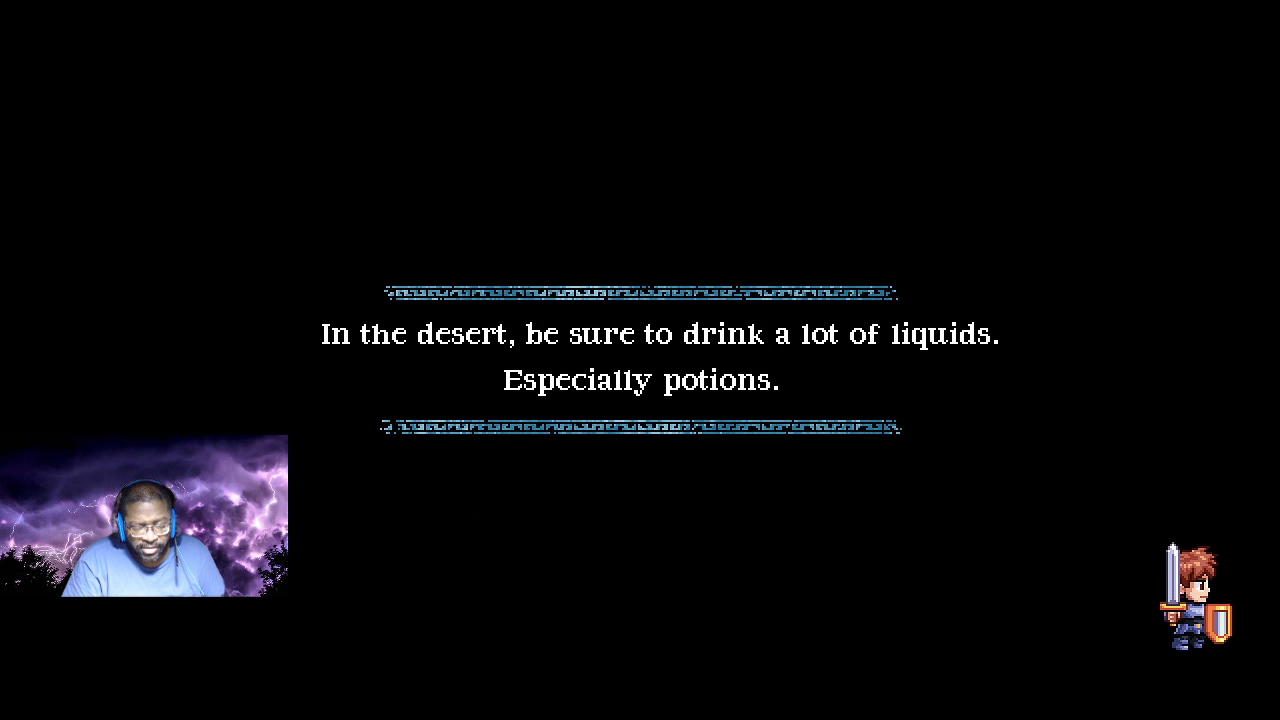 In the desert, be sure to drink a lot of liquids.
Especially potions.